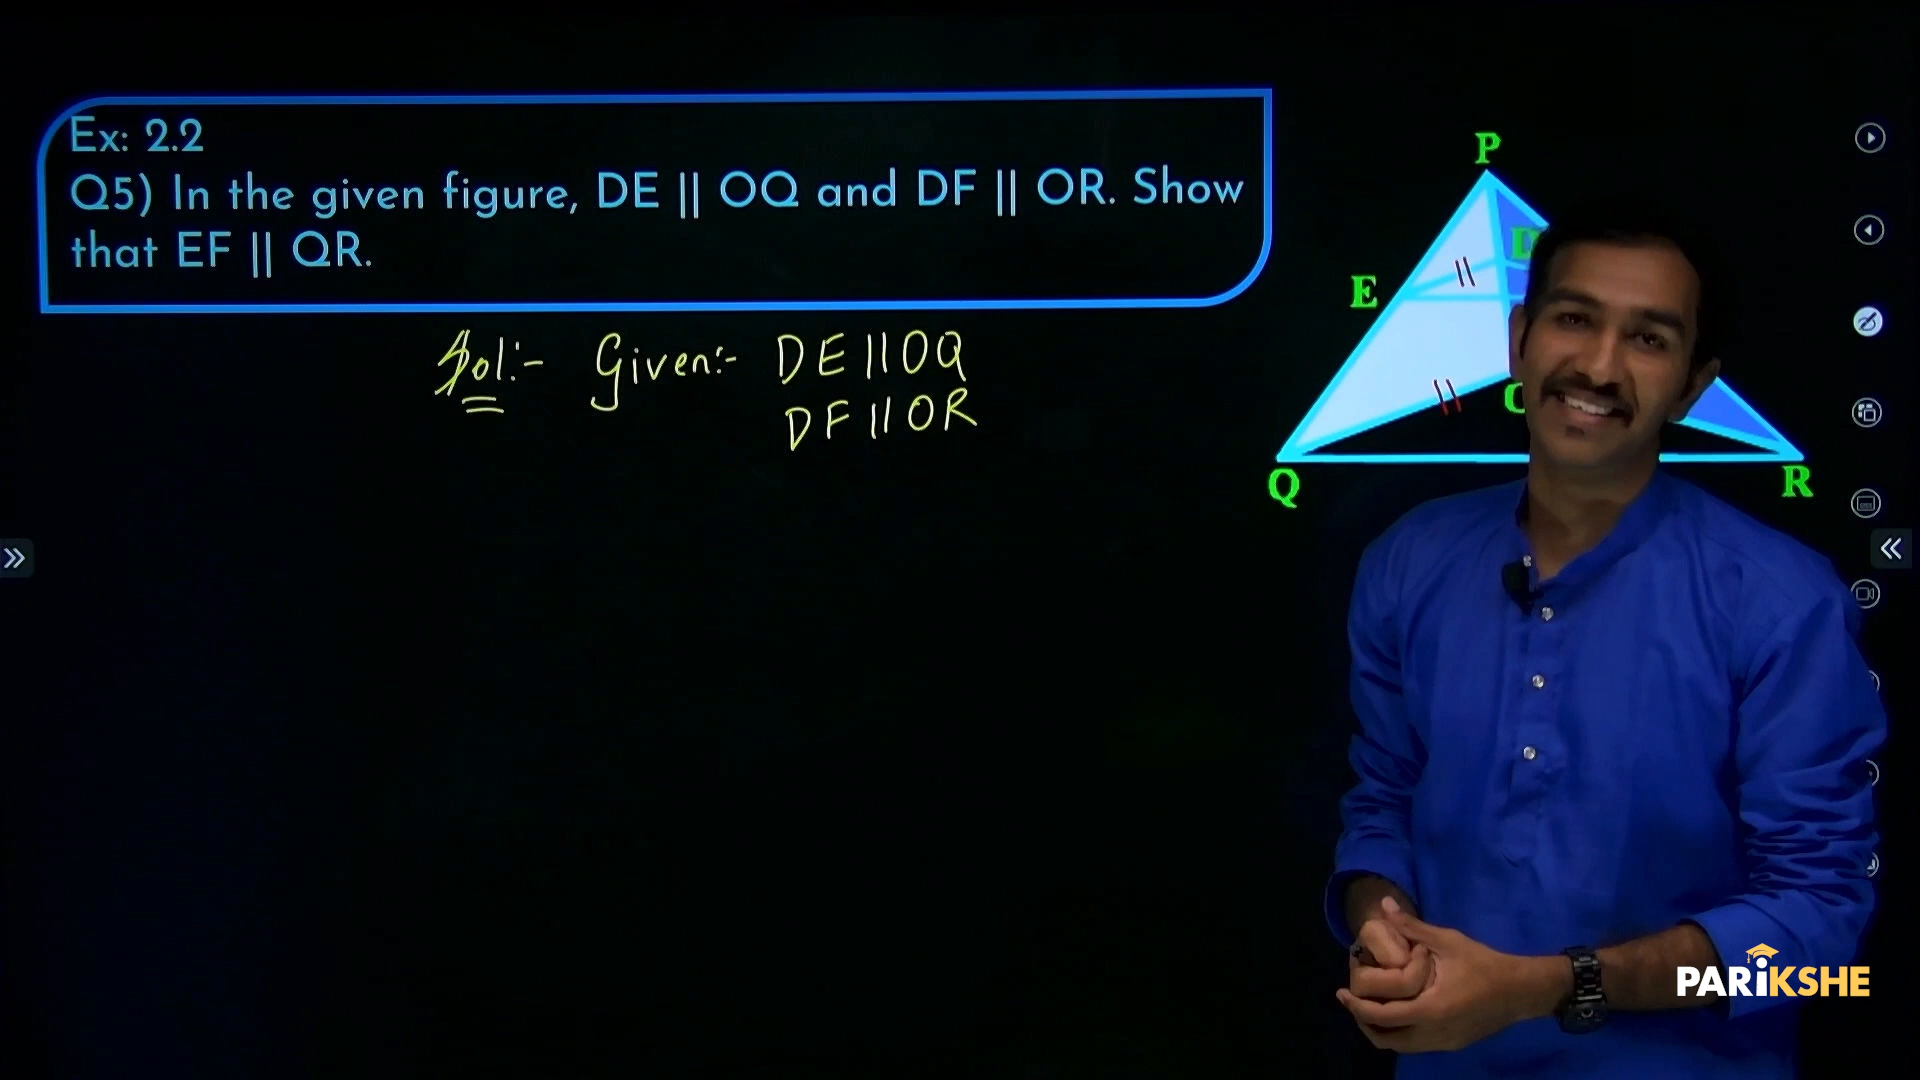 Ex: 2.2
Q5) In the given figure, DE || OQ and DF || OR. Show
that EF || QR.
Sol:- Given:- DE || OQ
DF || OR
P
E
Q
R
PARiKSHE